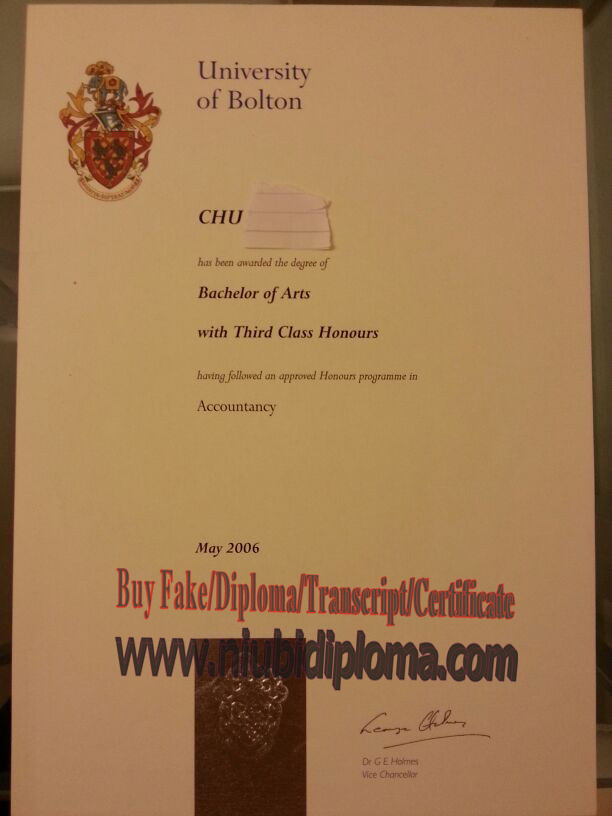 University
of Bolton
CHU
has been awarded the degree of
Bachelor of Arts
with Third Class Honours
having followed an approved Honours programme in
Accountancy
May 2006
Buy Fake/Diploma/Transcript/Certificate
www.niubidiploma.com
Dr G E Holmes
Vice Chancellor